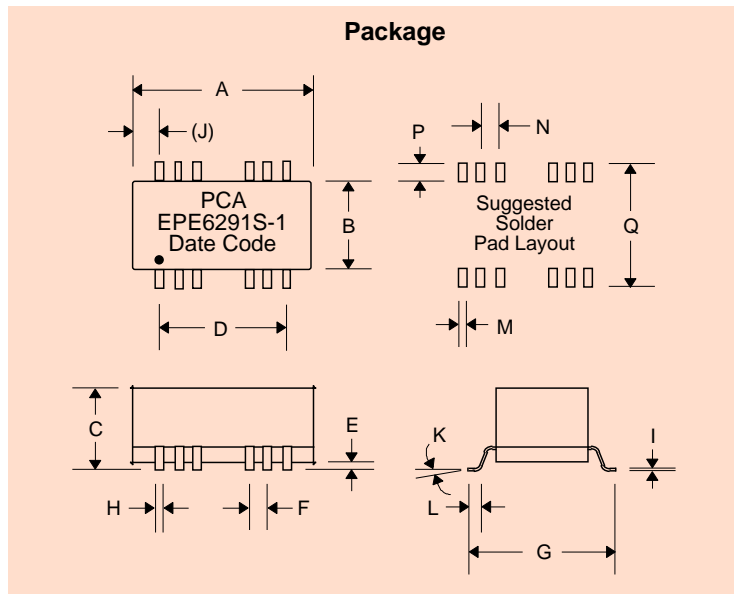 Package
A
(J)
PCA
EPE6291S-1
Date Code
B
D
P
N
Suggested
Solder
Pad Layout
Q
M
C
E
H
F
K
I
L
G